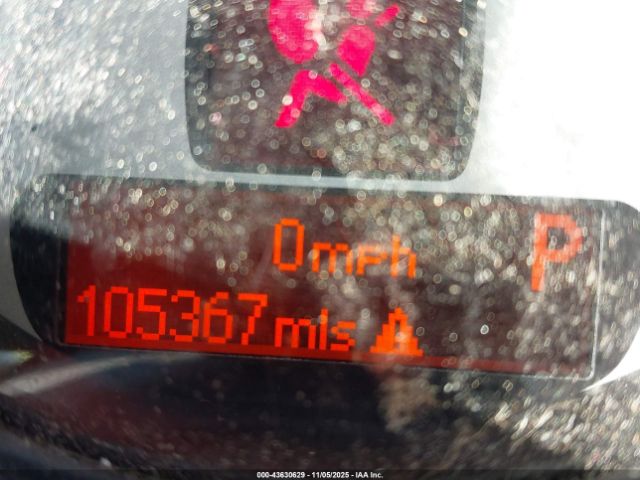 0mph P
105367 mls
000-43630629 - 11/05/2025 - IAA Inc.